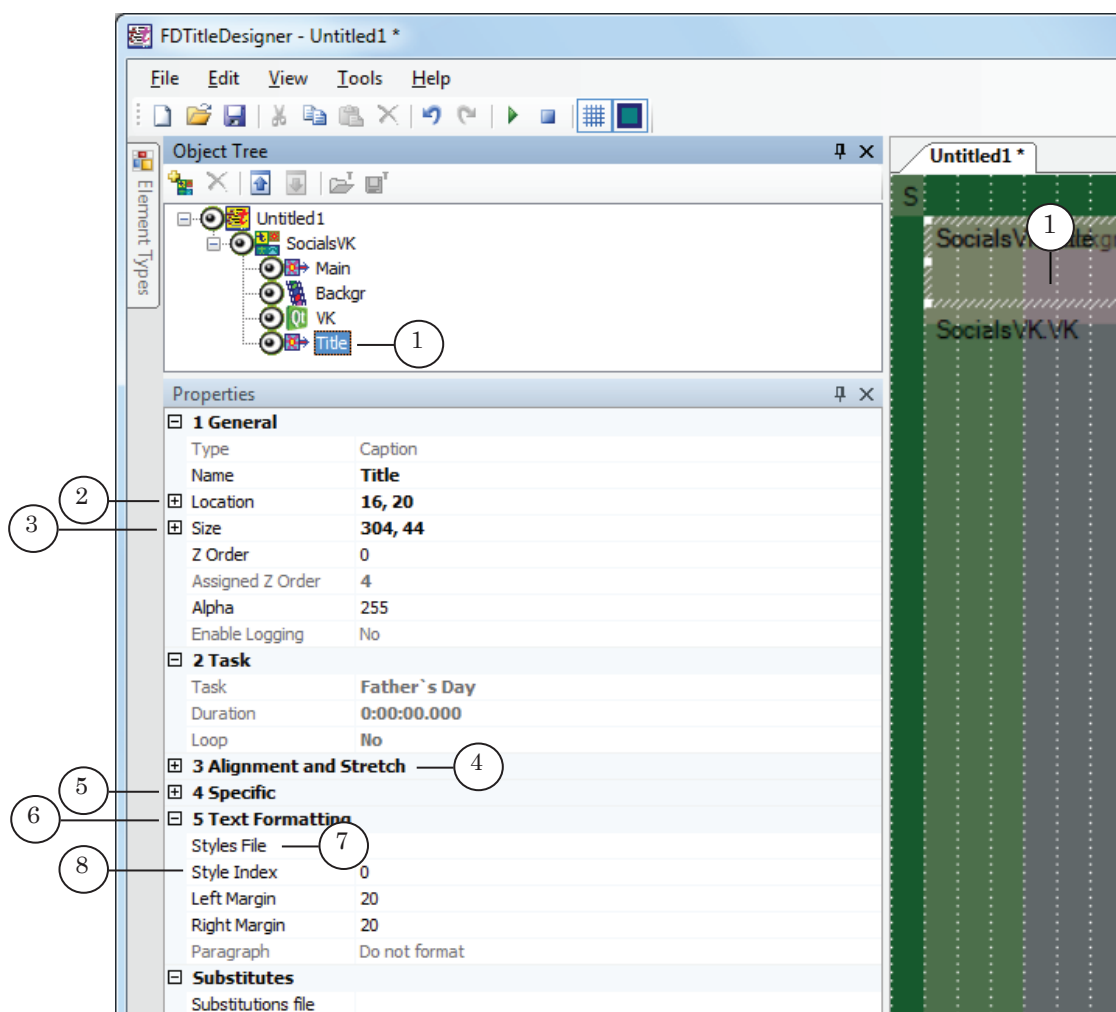 FDTitleDesigner - Untitled1 *
File Edit View Tools Help
Object Tree
Untitled1 *
Element Types
Untitled1
SocialsVK
Main
Backgr
VK
Title
1
S
SocialsV
1
SocialsVK.VK
Properties
1 General
Type Caption
Name Title
2
Location 16, 20
3
Size 304, 44
Z Order 0
Assigned Z Order 4
Alpha 255
Enable Logging No
2 Task
Task Father`s Day
Duration 0:00:00.000
Loop No
3 Alignment and Stretch
4
5
4 Specific
6
5 Text Formatting
Styles File
7
8
Style Index 0
Left Margin 20
Right Margin 20
Paragraph Do not format
Substitutes
Substitutions file